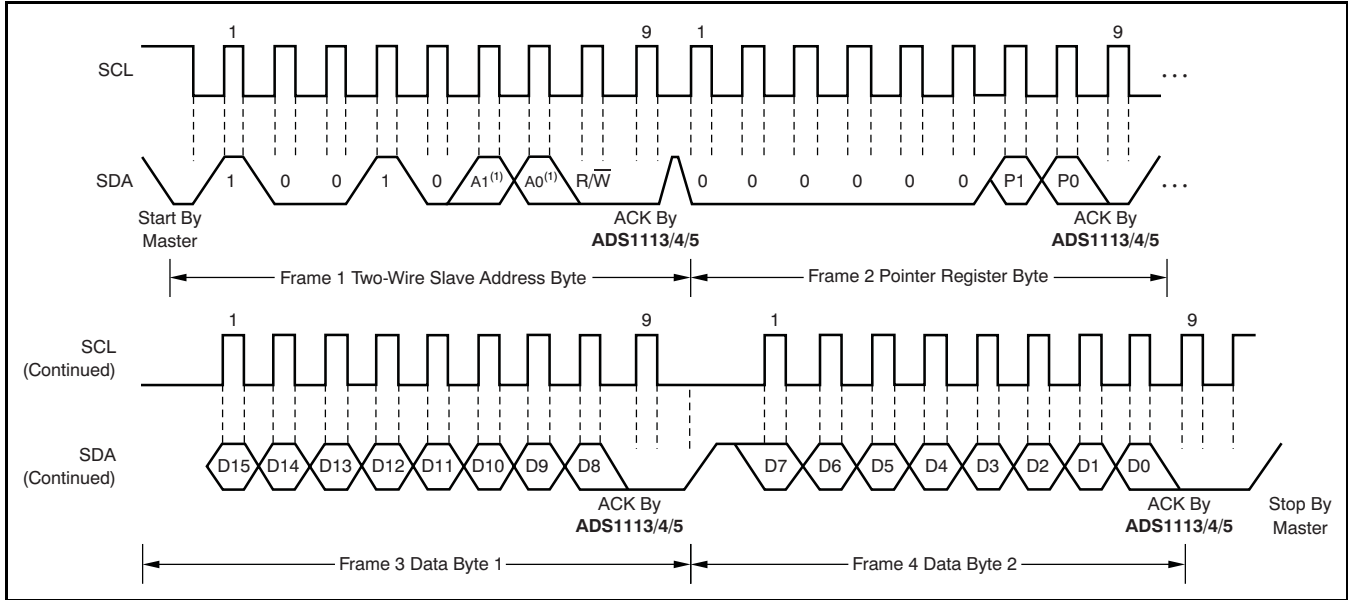 1 9 1 9
SCL ...
SDA 1 0 0 1 0 A1(1) A0(1) R/W 0 0 0 0 0 0 P1 P0 ...
Start By Master
ACK By ADS1113/4/5
ACK By ADS1113/4/5
Frame 1 Two-Wire Slave Address Byte
Frame 2 Pointer Register Byte
1 9 1 9
SCL (Continued)
SDA (Continued)
D15 D14 D13 D12 D11 D10 D9 D8 D7 D6 D5 D4 D3 D2 D1 D0
ACK By ADS1113/4/5
ACK By ADS1113/4/5
Stop By Master
Frame 3 Data Byte 1
Frame 4 Data Byte 2